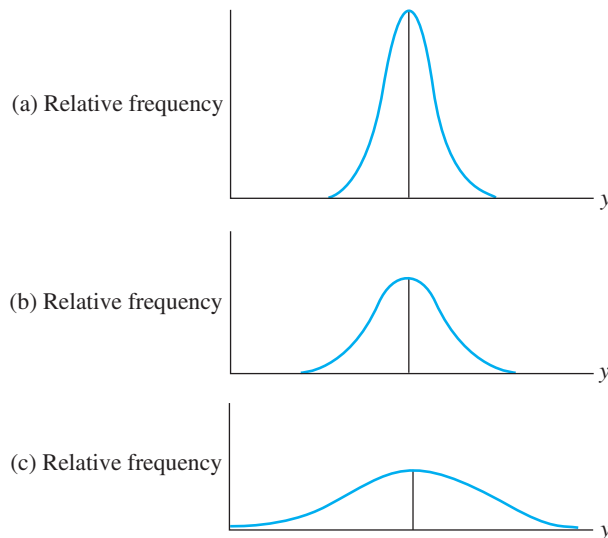 (a) Relative frequency
y
(b) Relative frequency
y
(c) Relative frequency
y